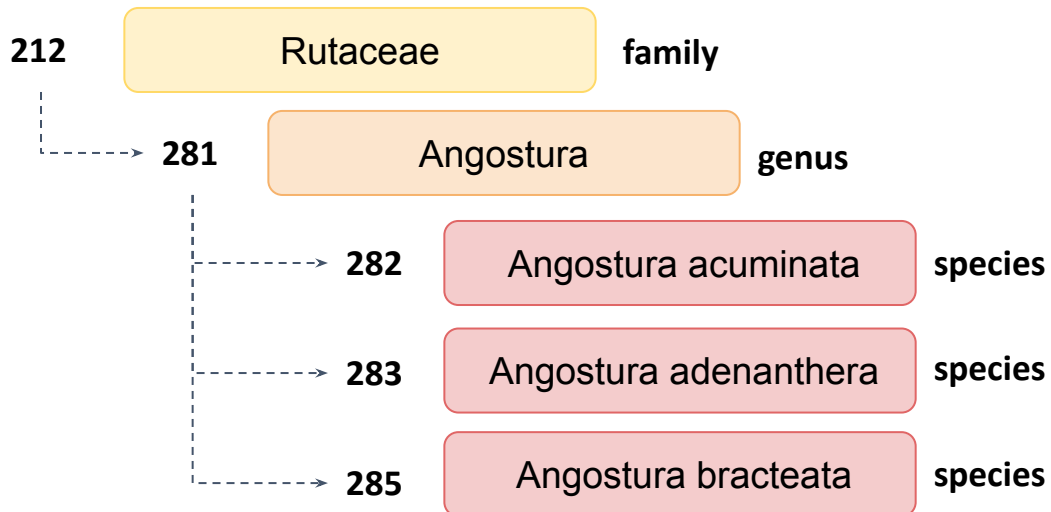 212 Rutaceae family
281 Angostura genus
282 Angostura acuminata species
283 Angostura adenanthera species
285 Angostura bracteata species